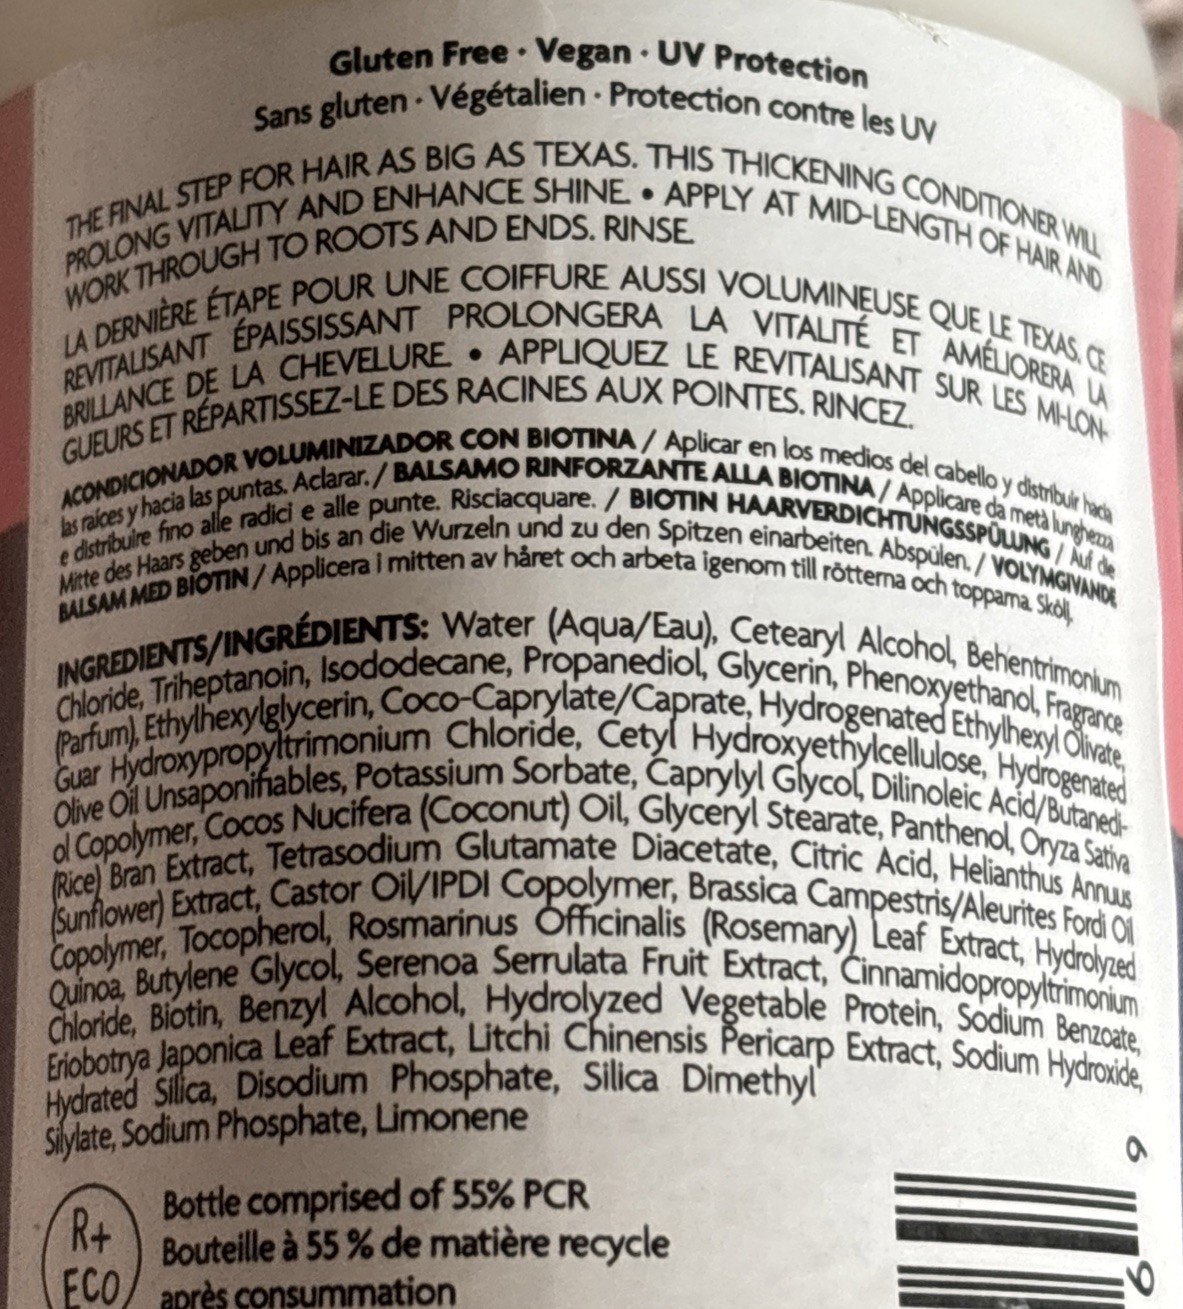 Gluten Free · Vegan · UV Protection
Sans gluten · Végétalien · Protection contre les UV
THE FINAL STEP FOR HAIR AS BIG AS TEXAS. THIS THICKENING CONDITIONER WILL
PROLONG VITALITY AND ENHANCE SHINE. • APPLY AT MID-LENGTH OF HAIR AND
WORK THROUGH TO ROOTS AND ENDS. RINSE.
LA DERNIÈRE ÉTAPE POUR UNE COIFFURE AUSSI VOLUMINEUSE QUE LE TEXAS. CE
REVITALISANT ÉPAISSISSANT PROLONGERA LA VITALITÉ ET AMÉLIORERA LA
BRILLANCE DE LA CHEVELURE. • APPLIQUEZ LE REVITALISANT SUR LES MI-LON-
GUEURS ET RÉPARTISSEZ-LE DES RACINES AUX POINTES. RINCEZ.
ACONDICIONADOR VOLUMINIZADOR CON BIOTINA / Aplicar en los medios del cabello y distribuir hacia
las raíces y hacia las puntas. Aclarar. / BALSAMO RINFORZANTE ALLA BIOTINA / Applicare da metà lunghezza
e distribuire fino alle radici e alle punte. Risciacquare. / BIOTIN HAARVERDICHTUNGSSPÜLUNG / Auf die
Mitte des Haars geben und bis an die Wurzeln und zu den Spitzen einarbeiten. Abspülen. / VOLYMGIVANDE
BALSAM MED BIOTIN / Applicera i mitten av håret och arbeta igenom till rötterna och topparna. Skölj.
INGREDIENTS/INGRÉDIENTS: Water (Aqua/Eau), Cetearyl Alcohol, Behentrimonium
Chloride, Triheptanoin, Isododecane, Propanediol, Glycerin, Phenoxyethanol, Fragrance
(Parfum), Ethylhexylglycerin, Coco-Caprylate/Caprate, Hydrogenated Ethylhexyl Olivate,
Guar Hydroxypropyltrimonium Chloride, Cetyl Hydroxyethylcellulose, Hydrogenated
Olive Oil Unsaponifiables, Potassium Sorbate, Caprylyl Glycol, Dilinoleic Acid/Butanedi-
ol Copolymer, Cocos Nucifera (Coconut) Oil, Glyceryl Stearate, Panthenol, Oryza Sativa
(Rice) Bran Extract, Tetrasodium Glutamate Diacetate, Citric Acid, Helianthus Annuus
(Sunflower) Extract, Castor Oil/IPDI Copolymer, Brassica Campestris/Aleurites Fordi Oil
Copolymer, Tocopherol, Rosmarinus Officinalis (Rosemary) Leaf Extract, Hydrolyzed
Quinoa, Butylene Glycol, Serenoa Serrulata Fruit Extract, Cinnamidopropyltrimonium
Chloride, Biotin, Benzyl Alcohol, Hydrolyzed Vegetable Protein, Sodium Benzoate,
Eriobotrya Japonica Leaf Extract, Litchi Chinensis Pericarp Extract, Sodium Hydroxide,
Hydrated Silica, Disodium Phosphate, Silica Dimethyl
Silylate, Sodium Phosphate, Limonene
R+
ECO
Bottle comprised of 55% PCR
Bouteille à 55 % de matière recycle
après consummation